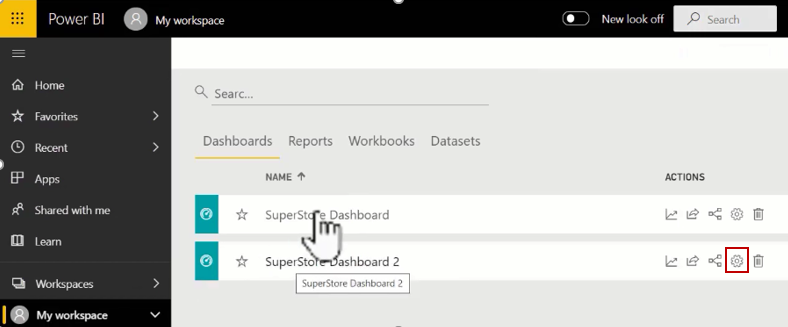 Power BI My workspace New look off Search
Home
Favorites
Recent
Apps
Shared with me
Learn
Workspaces
My workspace
Searc...
Dashboards Reports Workbooks Datasets
NAME ACTIONS
SuperStore Dashboard
SuperStore Dashboard 2
SuperStore Dashboard 2